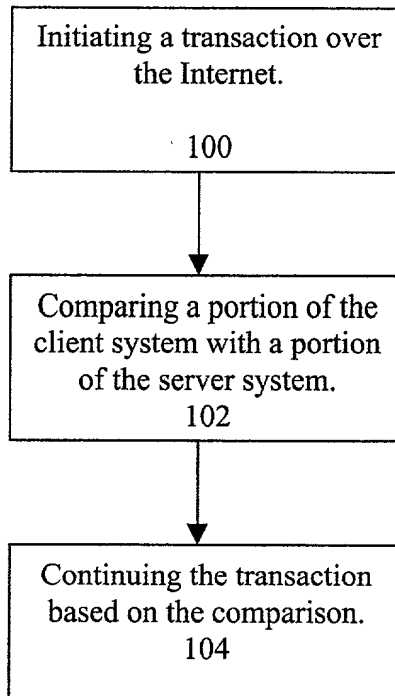 Initiating a transaction over
the Internet.
100
Comparing a portion of the
client system with a portion
of the server system.
102
Continuing the transaction
based on the comparison.
104